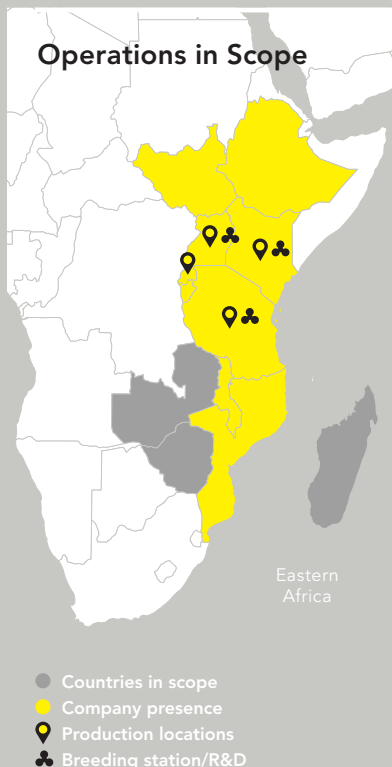 Operations in Scope
Eastern
Africa
Countries in scope
Company presence
Production locations
Breeding station/R&D